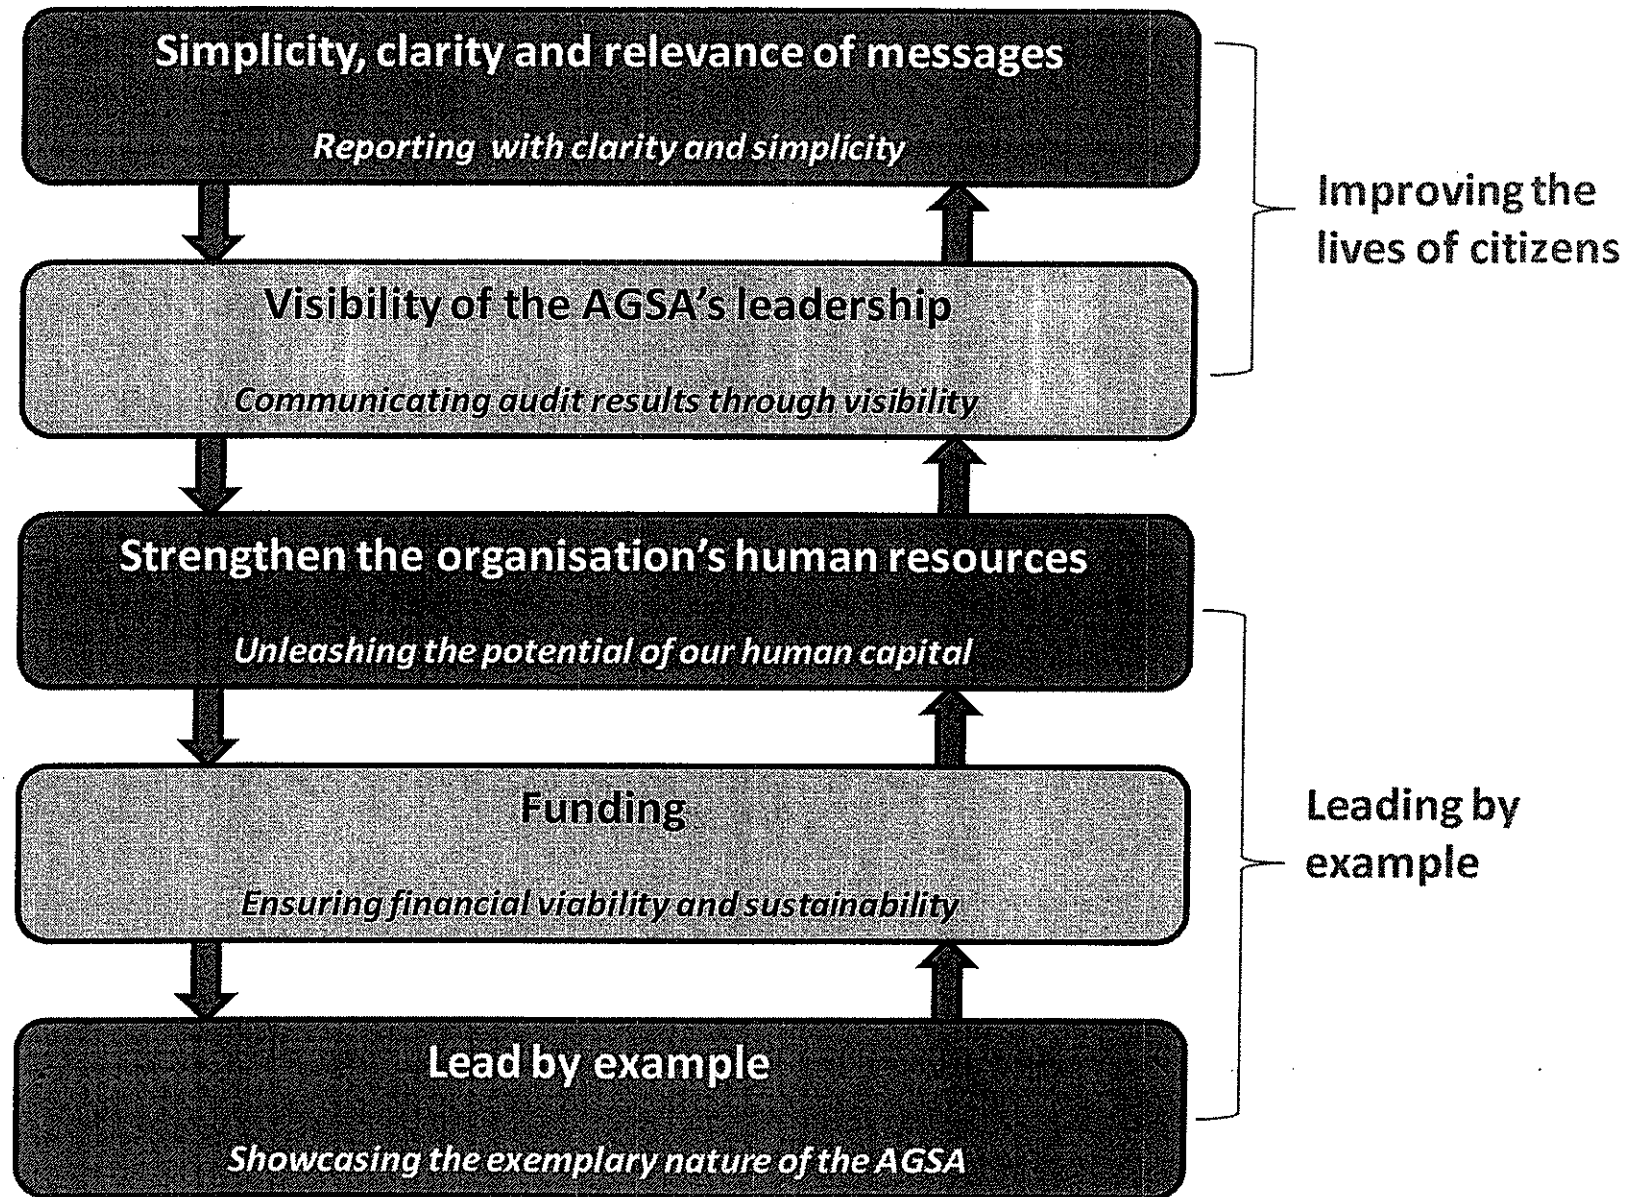 Simplicity, clarity and relevance of messages
Reporting with clarity and simplicity
Improving the
lives of citizens
Visibility of the AGSA's leadership
Communicating audit results through visibility
Strengthen the organisation's human resources
Unleashing the potential of our human capital
Funding
Ensuring financial viability and sustainability
Leading by
example
Lead by example
Showcasing the exemplary nature of the AGSA